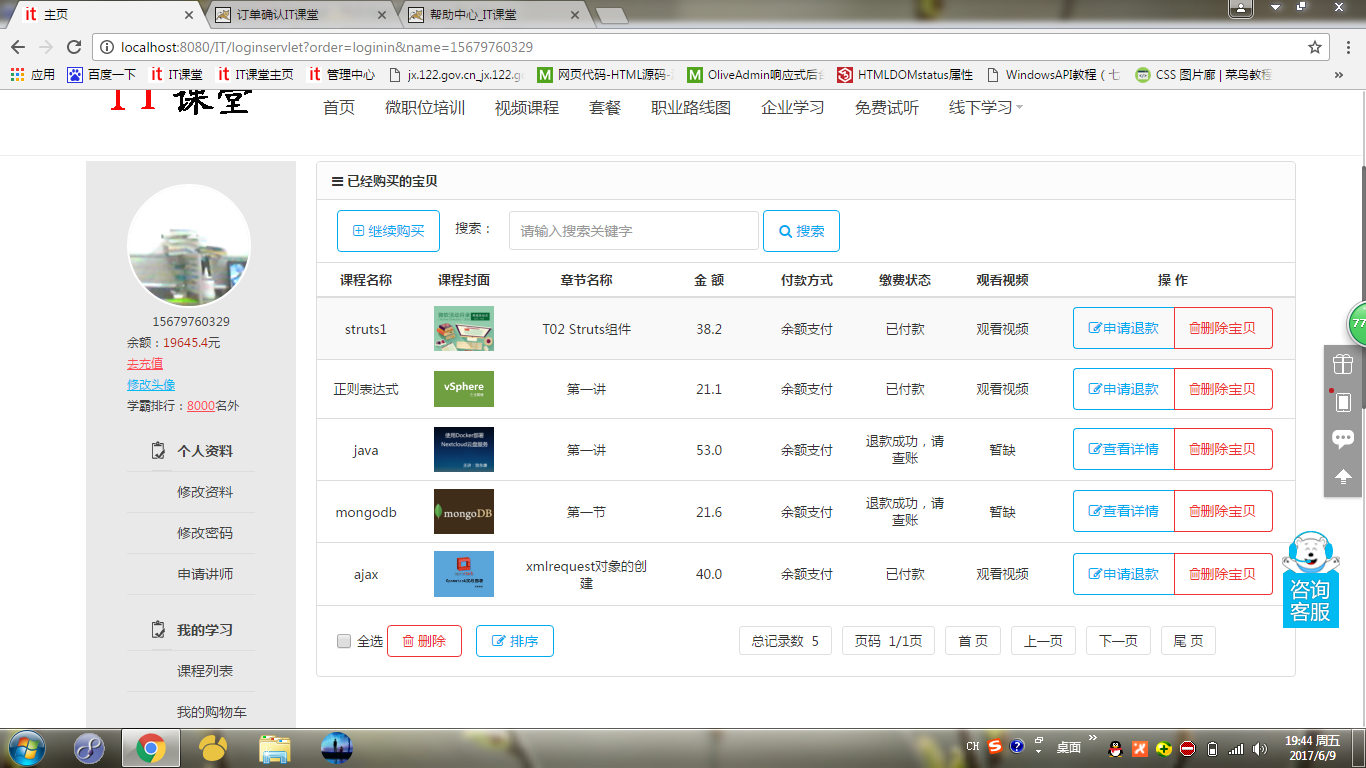 主页
订单确认IT课堂
帮助中心_IT课堂
localhost:8080/IT/loginservlet?order=loginin&name=15679760329
应用
百度一下
IT课堂
IT课堂主页
管理中心
jx.122.gov.cn_jx.122.gc
网页代码-HTML源码-
OliveAdmin响应式后台
HTMLDOMstatus属性
WindowsAPI教程（七
CSS 图片廊 | 菜鸟教程
IT 课堂
首页
微职位培训
视频课程
套餐
职业路线图
企业学习
免费试听
线下学习
15679760329
余额：19645.4元
去充值
修改头像
学霸排行：8000名外
个人资料
修改资料
修改密码
申请讲师
我的学习
课程列表
我的购物车
已经购买的宝贝
继续购买 搜索： 请输入搜索关键字 搜索
课程名称 课程封面 章节名称 金 额 付款方式 缴费状态 观看视频 操 作
struts1 T02 Struts组件 38.2 余额支付 已付款 观看视频 申请退款 删除宝贝
正则表达式 vSphere 第一讲 21.1 余额支付 已付款 观看视频 申请退款 删除宝贝
java 使用Docker部署 Nextcloud云盘服务 第一讲 53.0 余额支付 退款成功，请查账 暂缺 查看详情 删除宝贝
mongodb mongoDB 第一节 21.6 余额支付 退款成功，请查账 暂缺 查看详情 删除宝贝
ajax xmlrequest对象的创建 40.0 余额支付 已付款 观看视频 申请退款 删除宝贝
全选 删除 排序 总记录数 5 页码 1/1页 首 页 上一页 下一页 尾 页
77
咨询
客服
CH
桌面
19:44 周五
2017/6/9